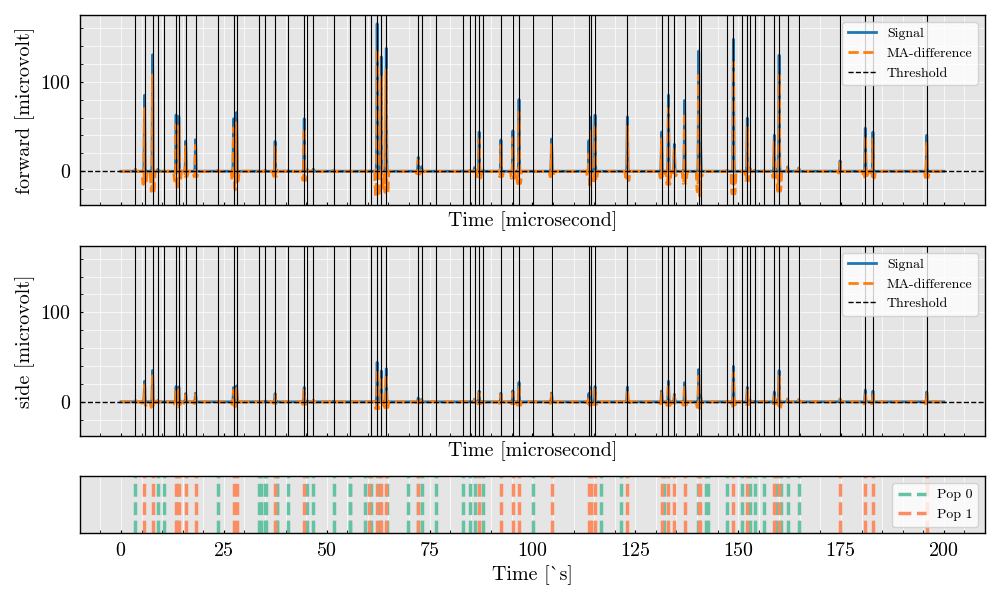 forward [microvolt]
100
0
Signal
MA-difference
Threshold
Time [microsecond]
side [microvolt]
100
0
Signal
MA-difference
Threshold
Time [microsecond]
Pop 0
Pop 1
0 25 50 75 100 125 150 175 200
Time [`s]